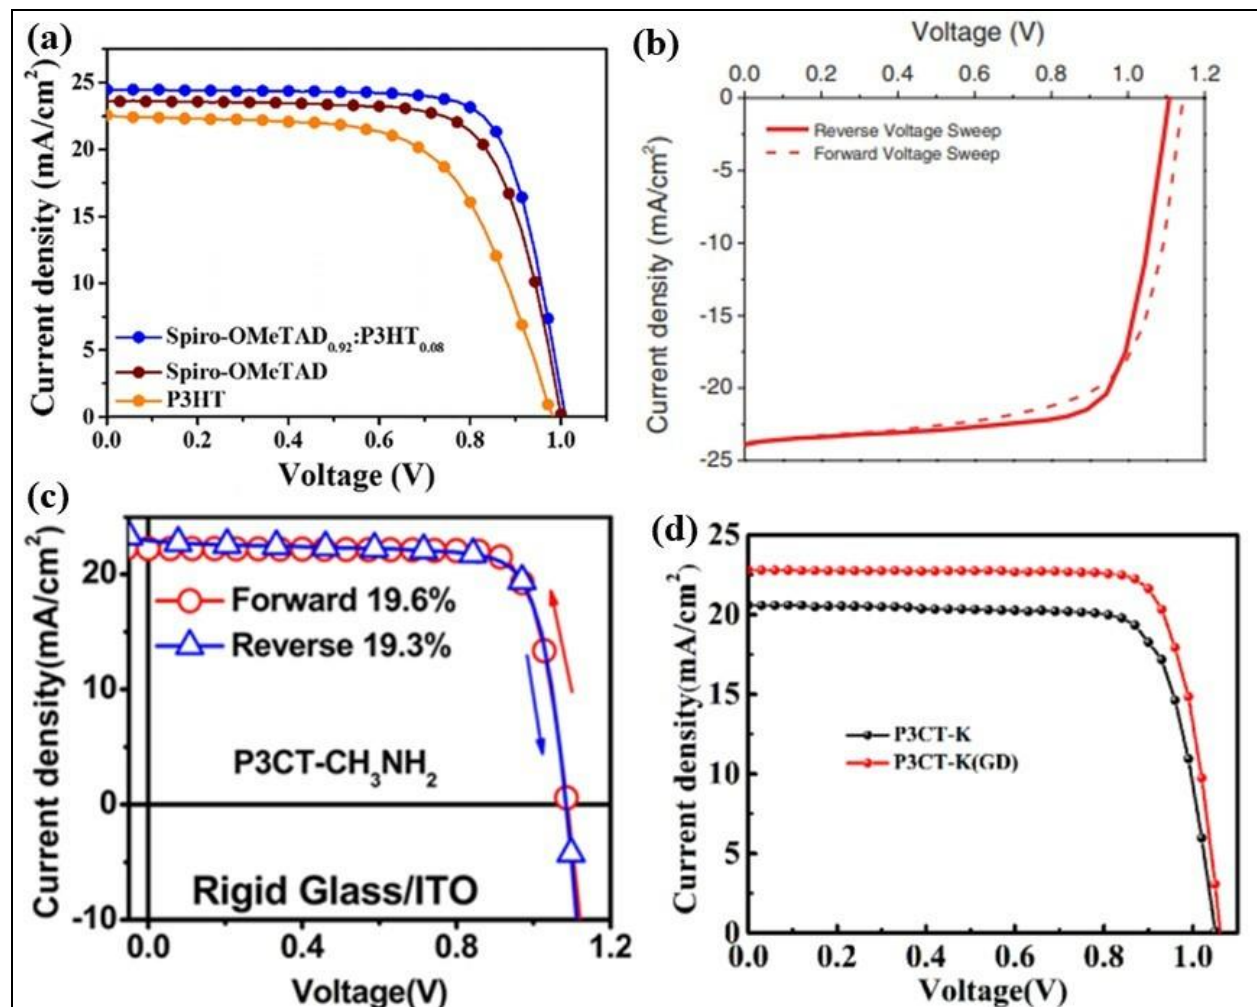 (a)
Current density (mA/cm²)
25
20
25
15
10
5
0
0.0 0.2 0.4 0.6 0.8 1.0
Voltage (V)
Spiro-OMeTAD₀.₉₂:P3HT₀.₀₈
Spiro-OMeTAD
P3HT
(b)
Voltage (V)
0.0 0.2 0.4 0.6 0.8 1.0 1.2
Current density (mA/cm²)
0
-5
-10
-15
-20
-25
Reverse Voltage Sweep
Forward Voltage Sweep
(c)
Current density(mA/cm²)
20
10
0
-10
Forward 19.6%
Reverse 19.3%
P3CT-CH₃NH₂
Rigid Glass/ITO
0.0 0.4 0.8 1.2
Voltage(V)
(d)
Current density(mA/cm²)
25
20
15
10
5
0
P3CT-K
P3CT-K(GD)
0.0 0.2 0.4 0.6 0.8 1.0
Voltage(V)